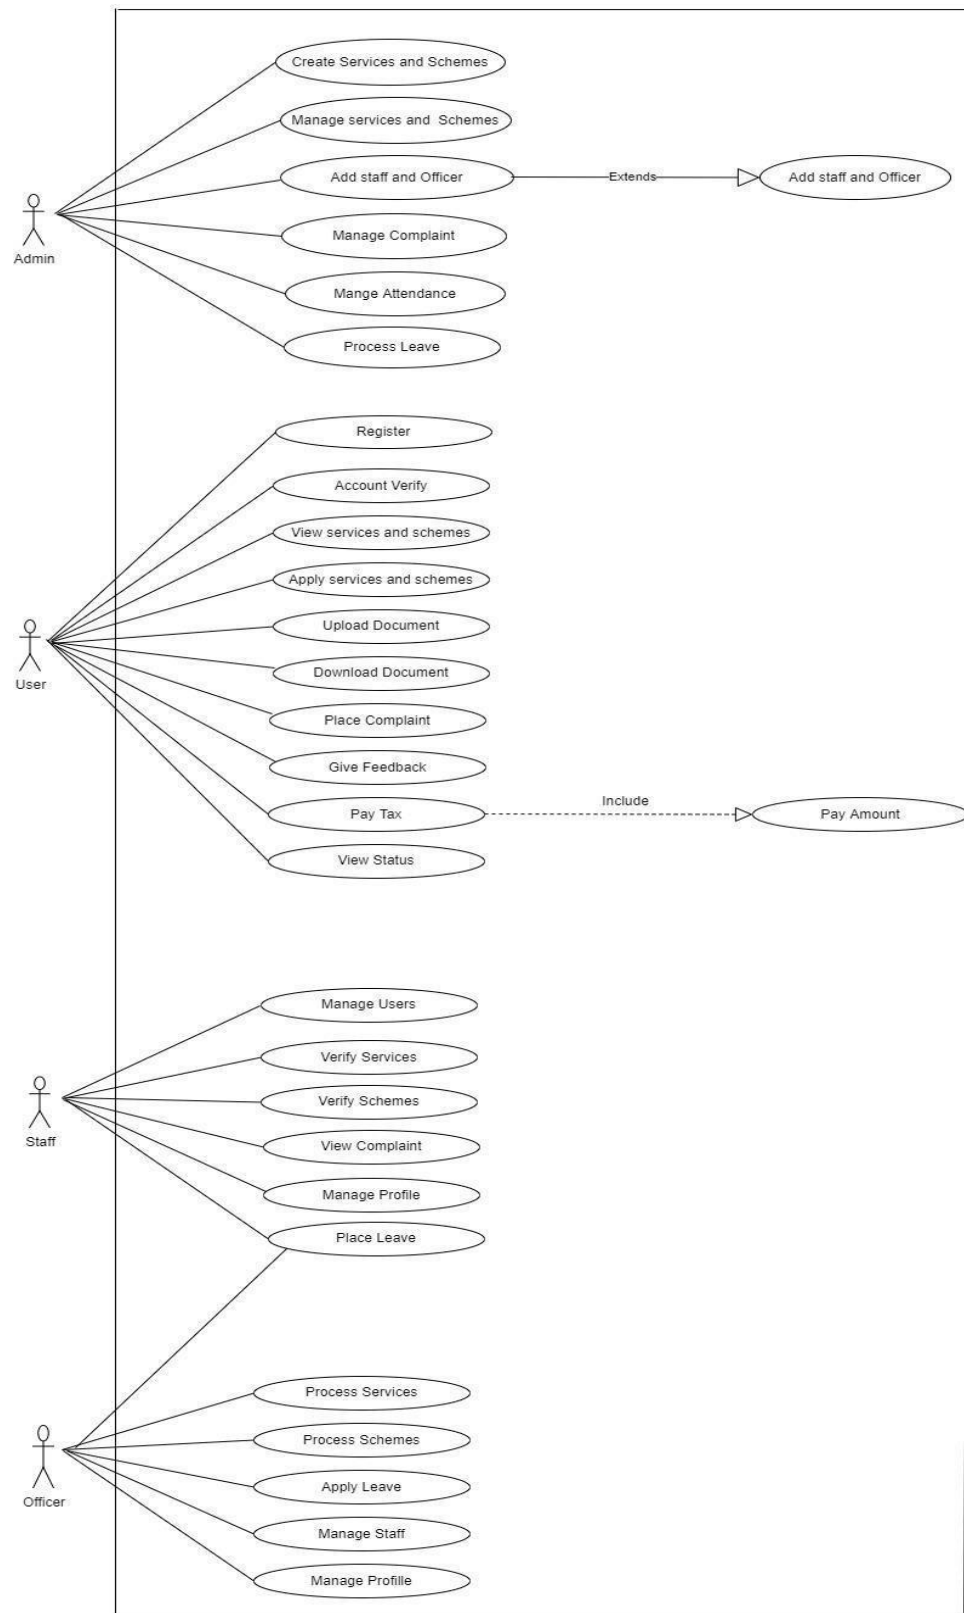 Create Services and Schemes
Manage services and Schemes
Add staff and Officer
Extends
Add staff and Officer
Manage Complaint
Admin
Mange Attendance
Process Leave
Register
Account Verify
View services and schemes
Apply services and schemes
Upload Document
Download Document
User
Place Complaint
Give Feedback
Include
Pay Tax
Pay Amount
View Status
Manage Users
Verify Services
Verify Schemes
Staff
View Complaint
Manage Profile
Place Leave
Process Services
Process Schemes
Apply Leave
Officer
Manage Staff
Manage Profille